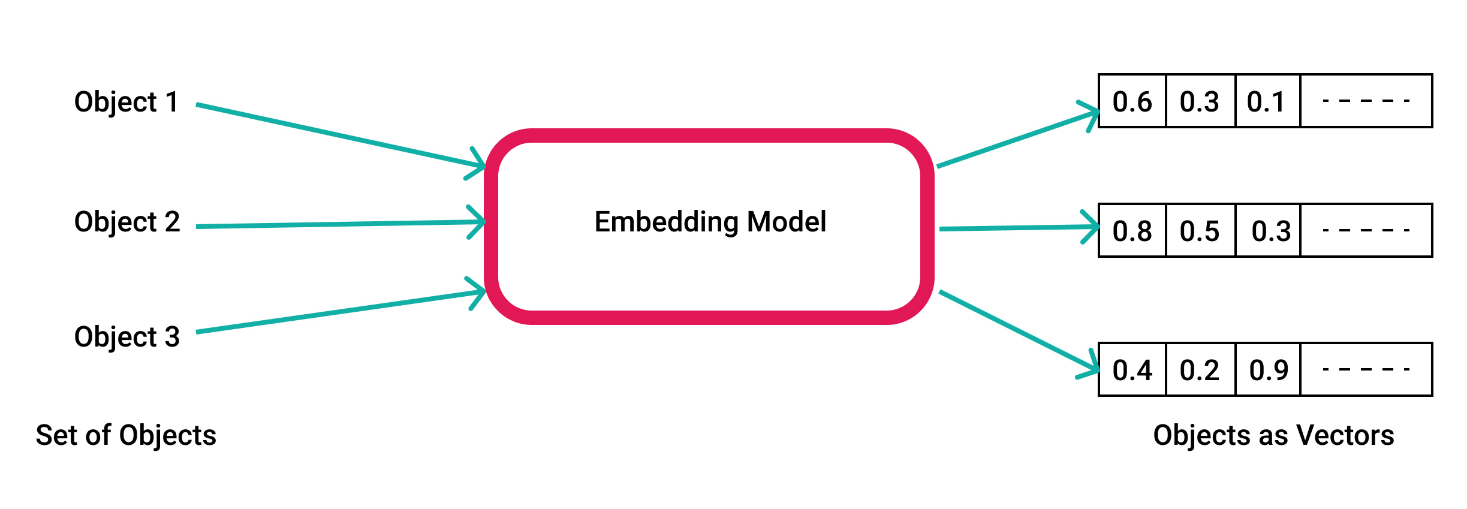 Object 1
0.6 0.3 0.1 - - - - -
Object 2
Embedding Model
0.8 0.5 0.3 - - - - -
Object 3
0.4 0.2 0.9 - - - - -
Set of Objects
Objects as Vectors